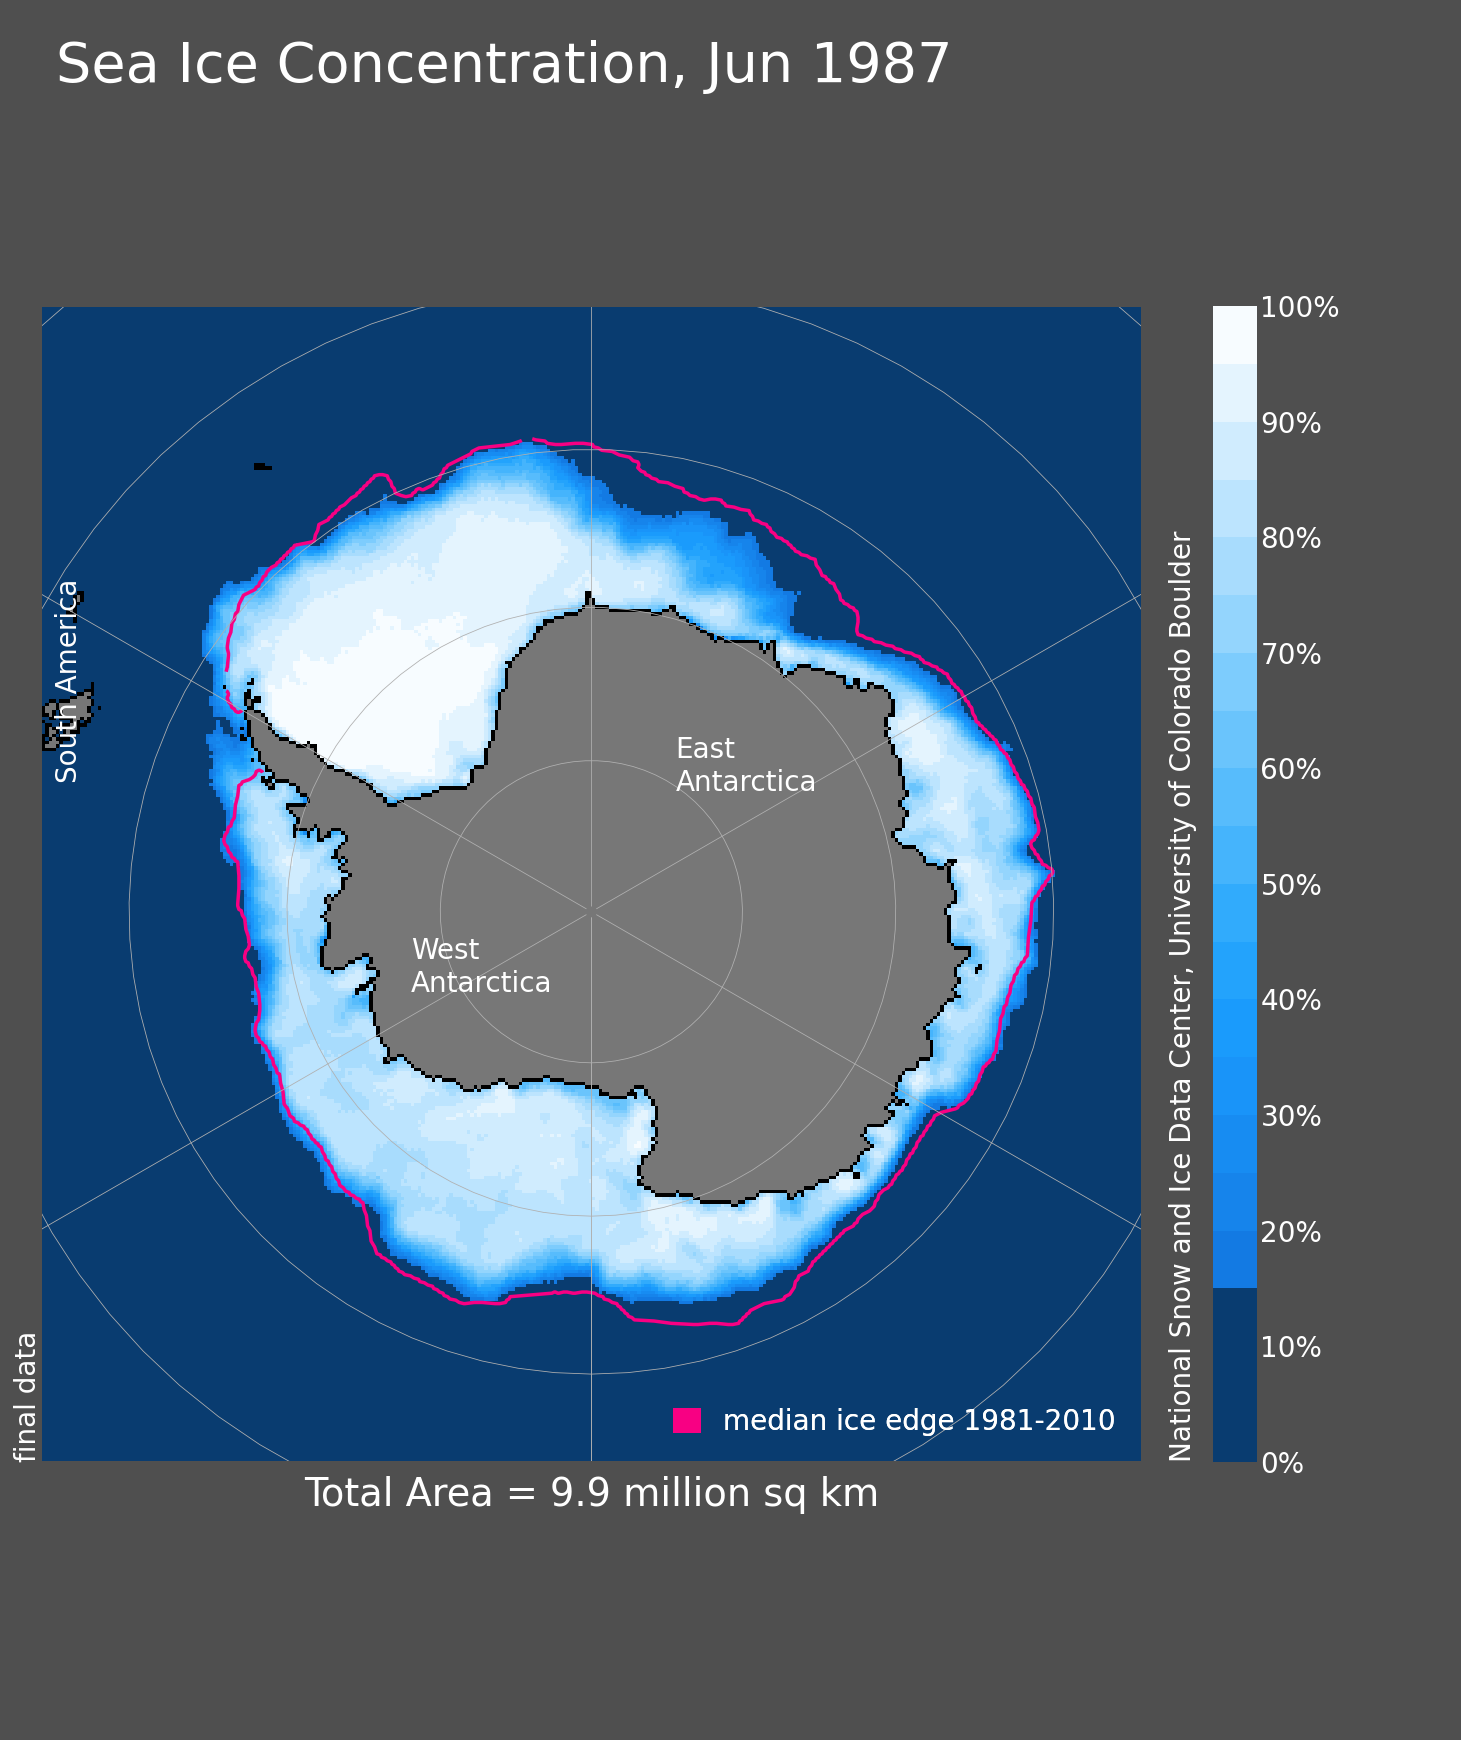 Sea Ice Concentration, Jun 1987
South America
East
Antarctica
West
Antarctica
median ice edge 1981-2010
final data
Total Area = 9.9 million sq km
100%
90%
80%
70%
60%
50%
40%
30%
20%
10%
0%
National Snow and Ice Data Center, University of Colorado Boulder